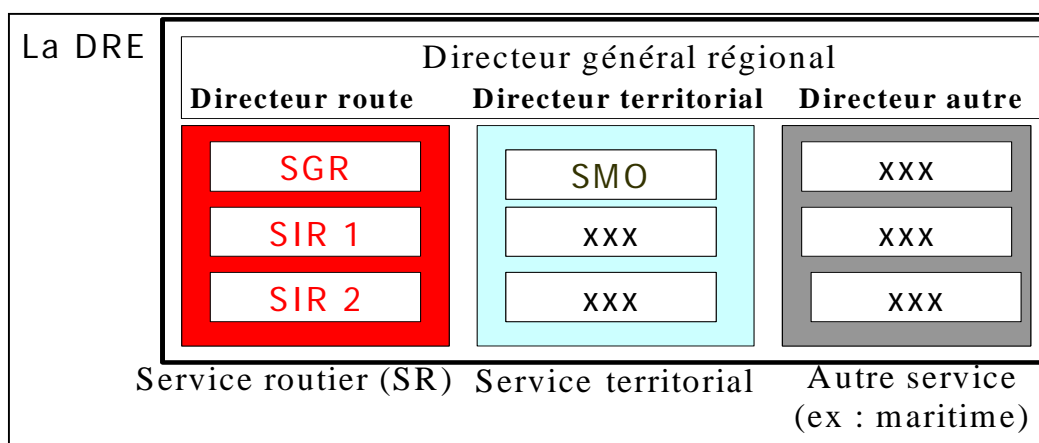 La DRE
Directeur général régional
Directeur route Directeur territorial Directeur autre
SGR SMO xxx
SIR 1 xxx xxx
SIR 2 xxx xxx
Service routier (SR) Service territorial Autre service
(ex : maritime)